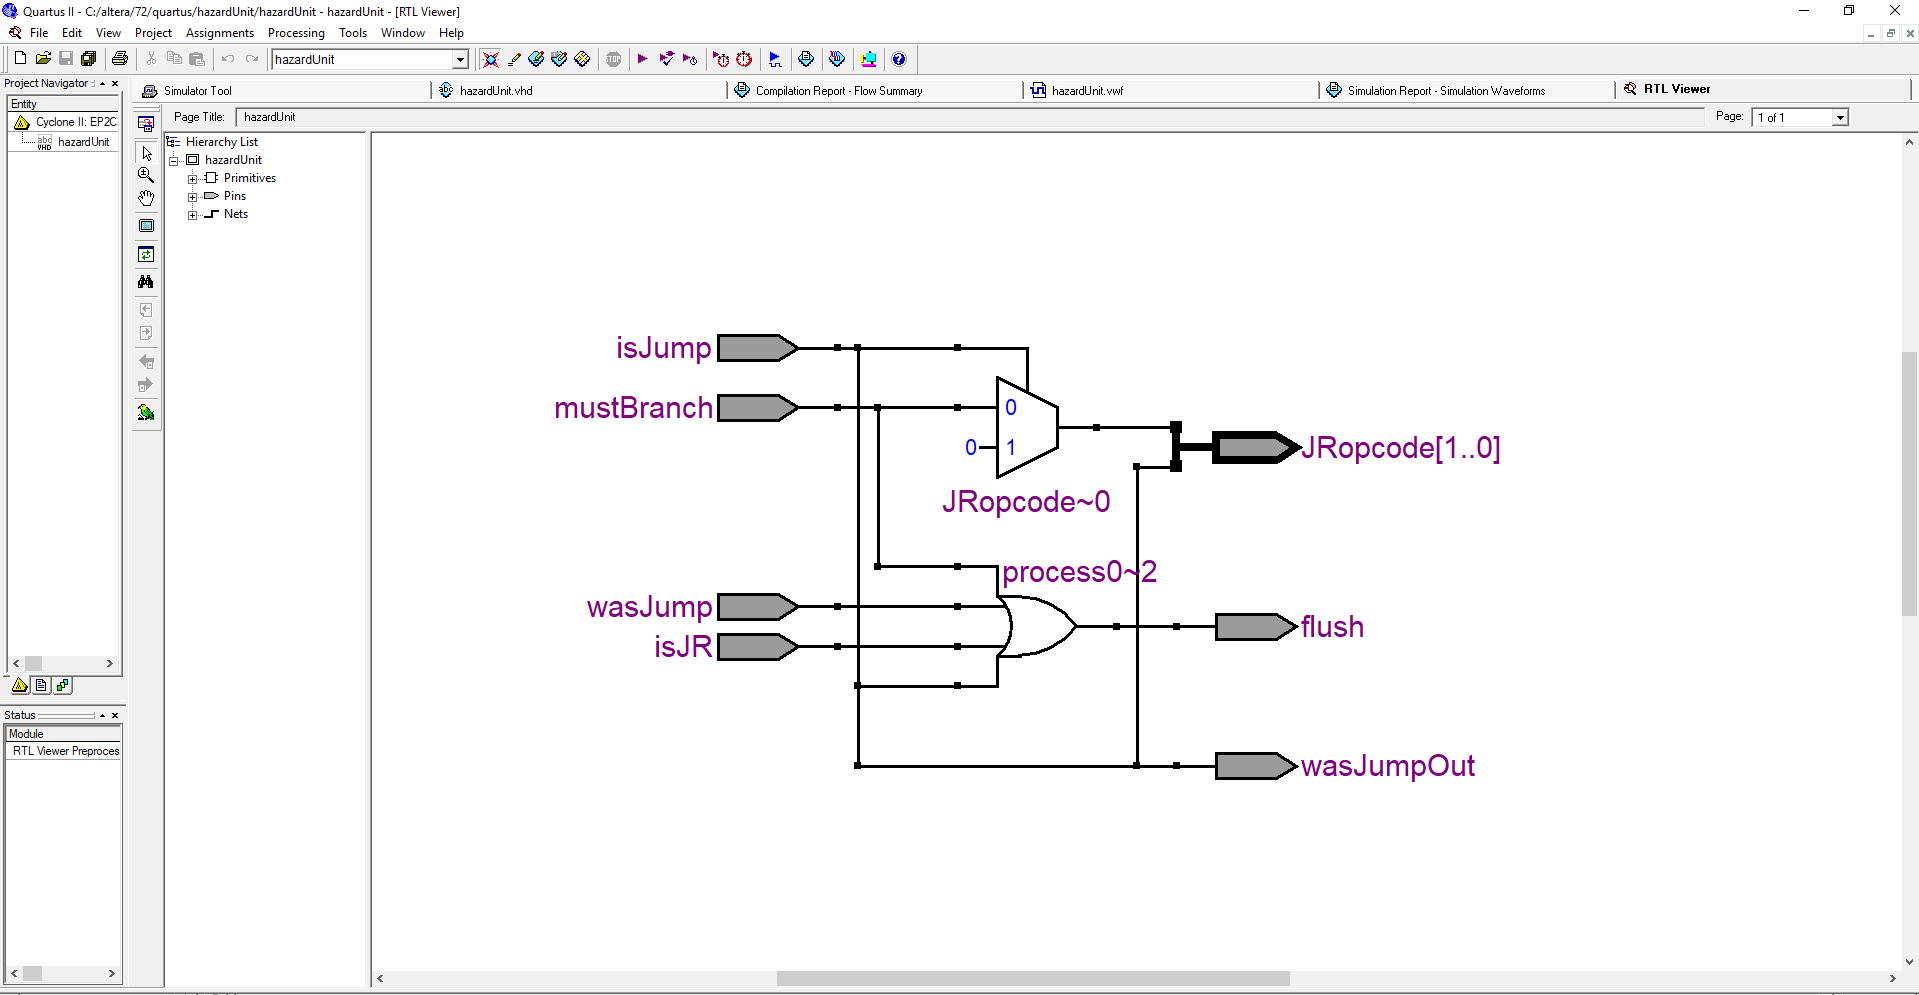 Quartus II - C:/altera/72/quartus/hazardUnit/hazardUnit - hazardUnit - [RTL Viewer]
File Edit View Project Assignments Processing Tools Window Help
hazardUnit
STOP
Project Navigator
Simulator Tool
hazardUnit.vhd
Compilation Report - Flow Summary
hazardUnit.vwf
Simulation Report - Simulation Waveforms
RTL Viewer
Entity
Cyclone II: EP2C
abc
VHD
hazardUnit
Page Title: hazardUnit
Page: 1 of 1
Hierarchy List
hazardUnit
Primitives
Pins
Nets
isJump
mustBranch
0
0 1
JRopcode[1..0]
JRopcode~0
process0~2
wasJump
isJR
flush
wasJumpOut
Status
Module
RTL Viewer Preproces